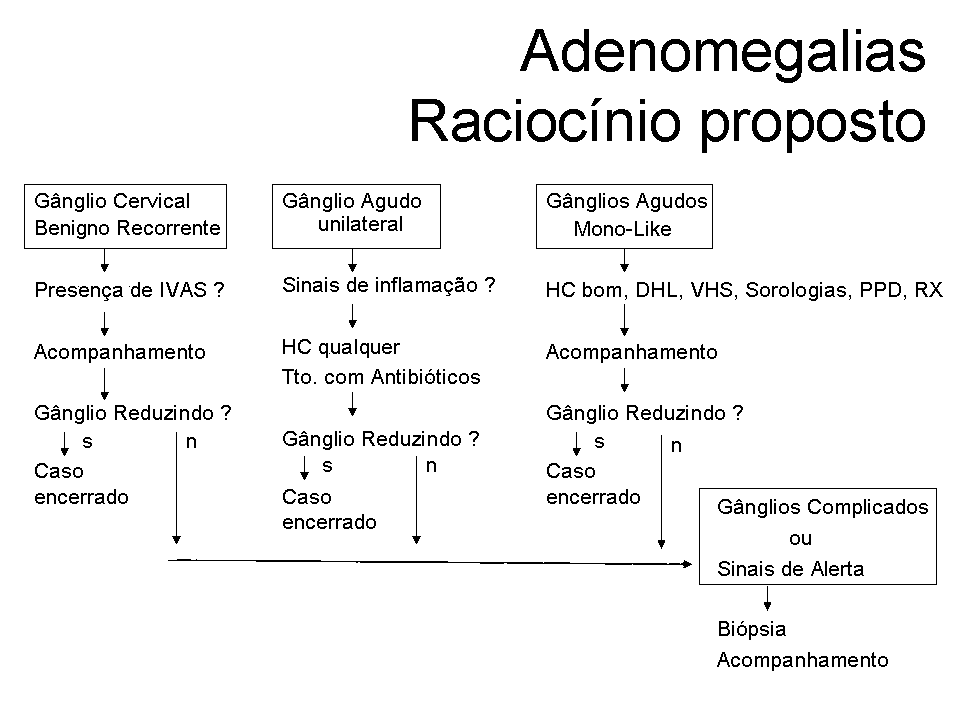 Adenomegalias
Raciocínio proposto
Gânglio Cervical
Benigno Recorrente
Presença de IVAS ?
Acompanhamento
Gânglio Reduzindo ?
s n
Caso
encerrado
Gânglio Agudo
unilateral
Sinais de inflamação ?
HC qualquer
Tto. com Antibióticos
Gânglio Reduzindo ?
s n
Caso
encerrado
Gânglios Agudos
Mono-Like
HC bom, DHL, VHS, Sorologias, PPD, RX
Acompanhamento
Gânglio Reduzindo ?
s n
Caso
encerrado
Gânglios Complicados
ou
Sinais de Alerta
Biópsia
Acompanhamento